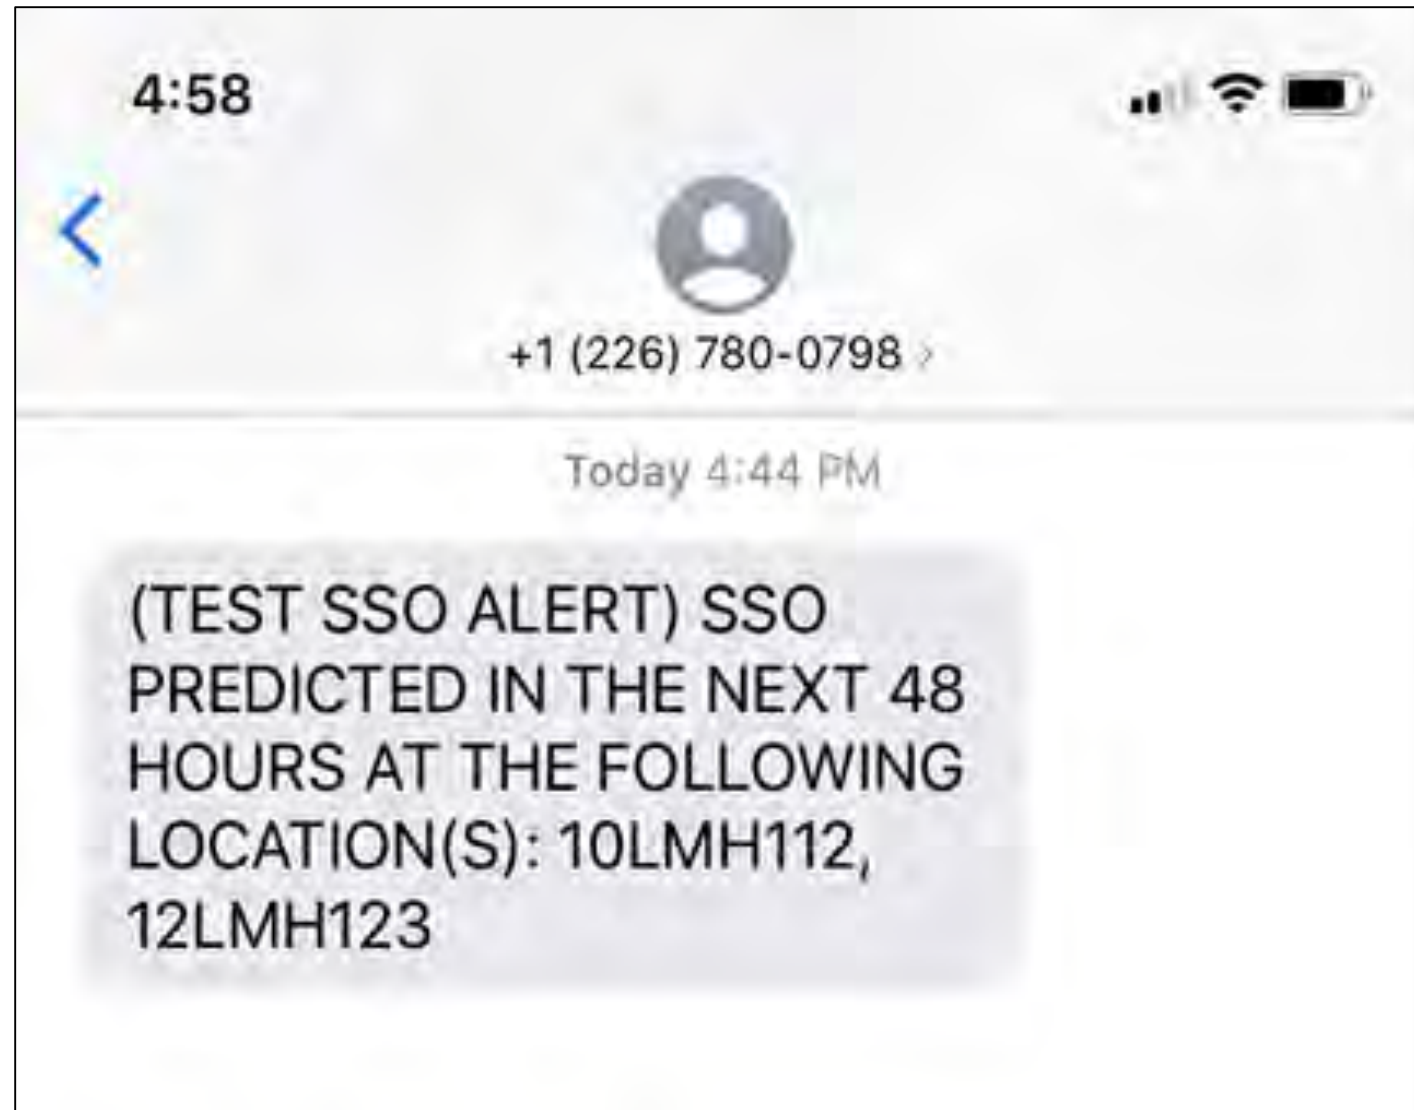 4:58
+1 (226) 780-0798 >
Today 4:44 PM
(TEST SSO ALERT) SSO
PREDICTED IN THE NEXT 48
HOURS AT THE FOLLOWING
LOCATION(S): 10LMH112,
12LMH123